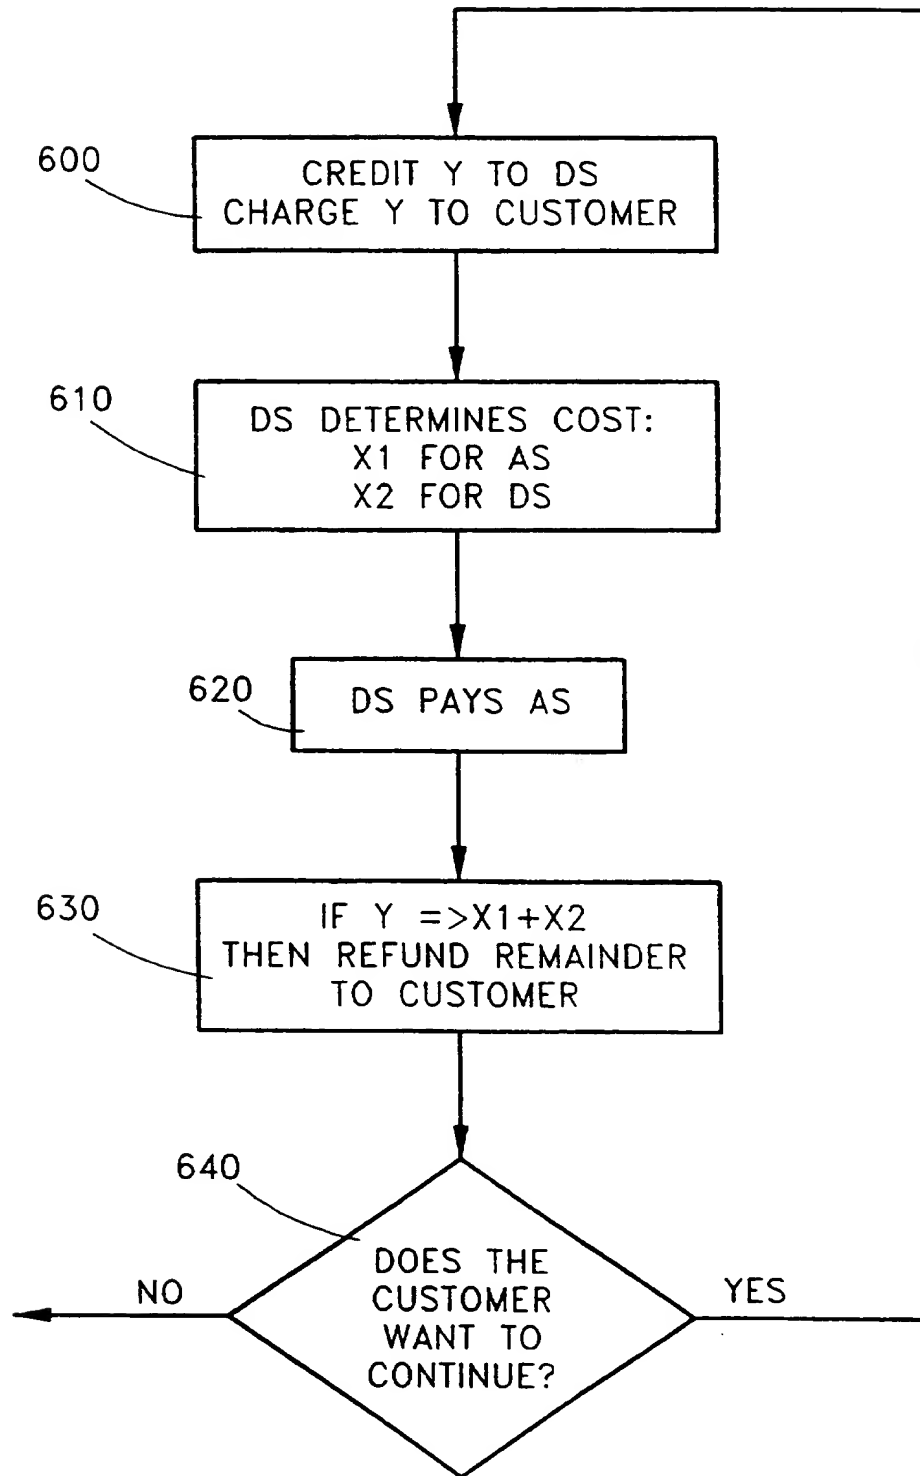 600
CREDIT Y TO DS
CHARGE Y TO CUSTOMER
610
DS DETERMINES COST:
X1 FOR AS
X2 FOR DS
620
DS PAYS AS
630
IF Y =>X1+X2
THEN REFUND REMAINDER
TO CUSTOMER
640
DOES THE
CUSTOMER
WANT TO
CONTINUE?
NO
YES